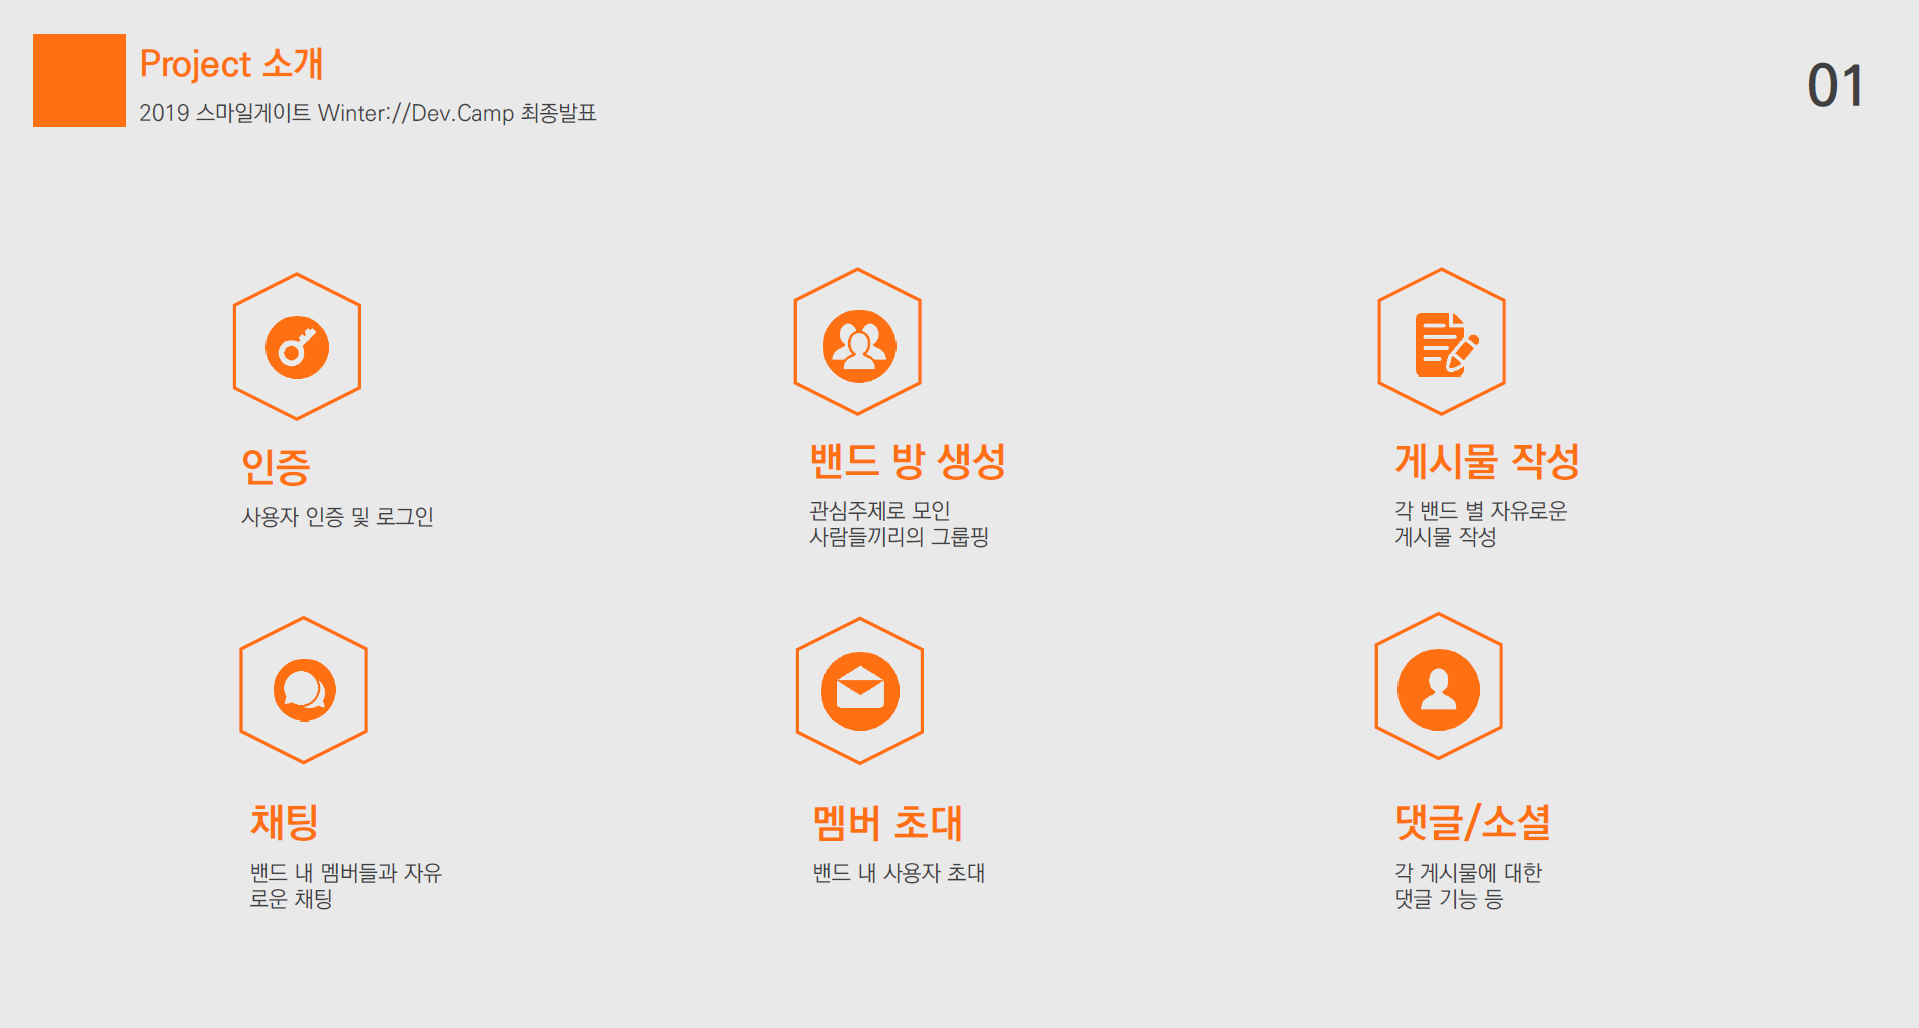 Project 소개
2019 스마일게이트 Winter://Dev.Camp 최종발표
01
인증
사용자 인증 및 로그인
밴드 방 생성
관심주제로 모인
사람들끼리의 그룹핑
게시물 작성
각 밴드 별 자유로운
게시물 작성
채팅
밴드 내 멤버들과 자유
로운 채팅
멤버 초대
밴드 내 사용자 초대
댓글/소셜
각 게시물에 대한
댓글 기능 등